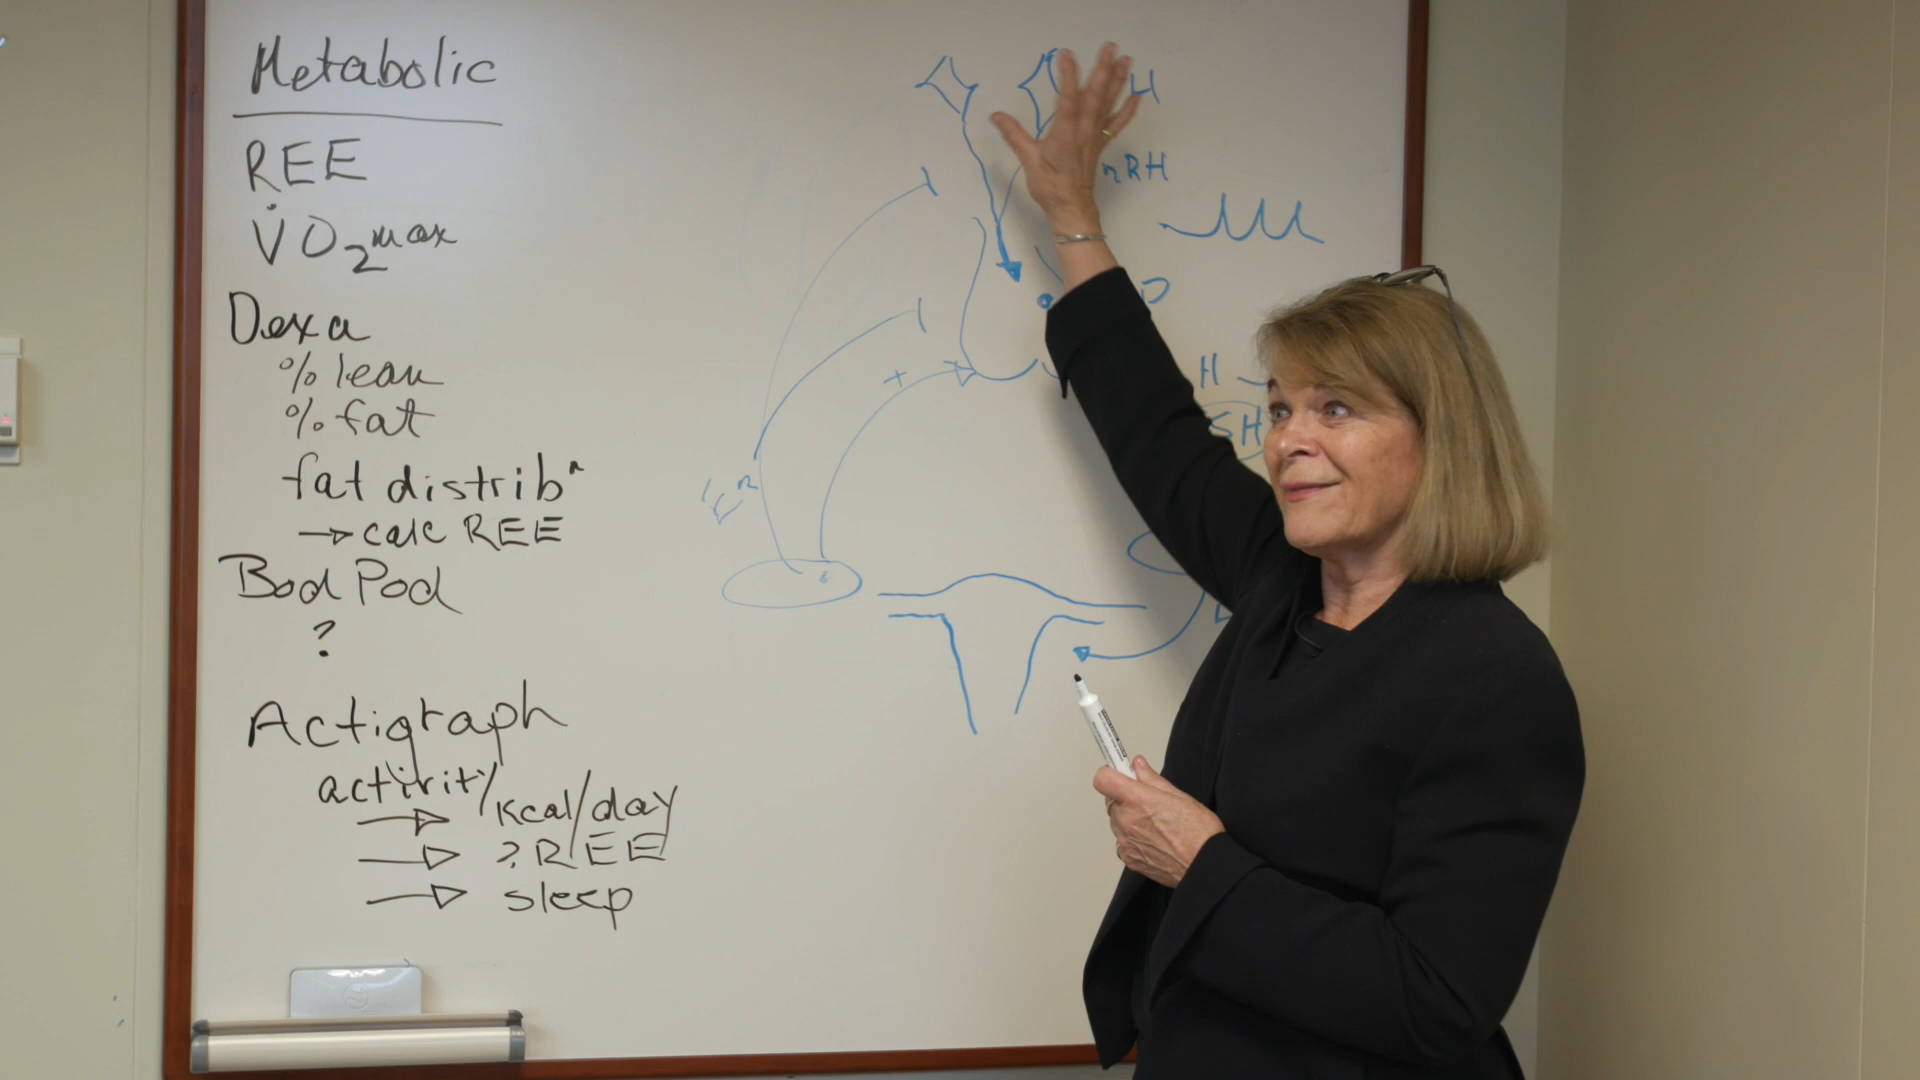 Metabolic
REE
V̇O₂max
Dexa
% lean
% fat
fat distribⁿ
→ calc REE
Bod Pod
?
Actigraph
activity
→ Kcal/day
→ ? REE
→ sleep
H
nRH
H
SH
+